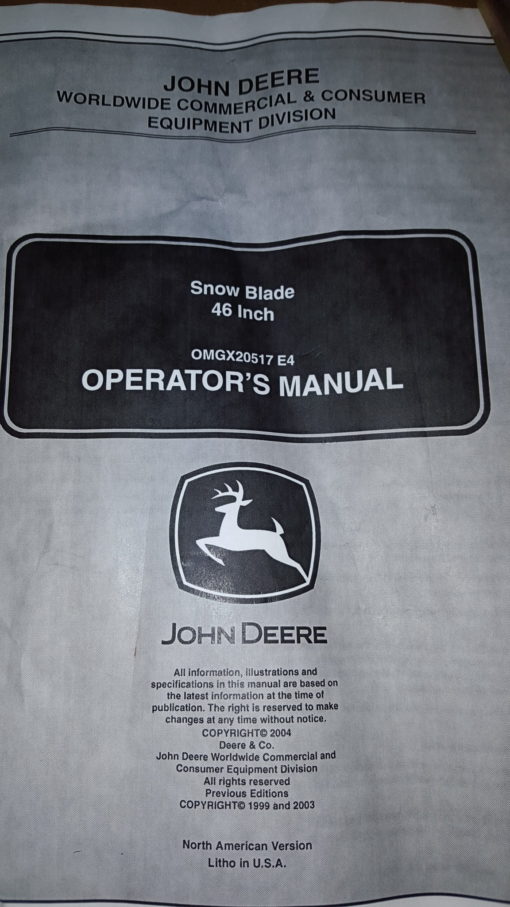 JOHN DEERE
WORLDWIDE COMMERCIAL & CONSUMER
EQUIPMENT DIVISION
Snow Blade
46 Inch
OMGX20517 E4
OPERATOR'S MANUAL
JOHN DEERE
All information, illustrations and
specifications in this manual are based on
the latest information at the time of
publication. The right is reserved to make
changes at any time without notice.
COPYRIGHT© 2004
Deere & Co.
John Deere Worldwide Commercial and
Consumer Equipment Division
All rights reserved
Previous Editions
COPYRIGHT© 1999 and 2003
North American Version
Litho in U.S.A.